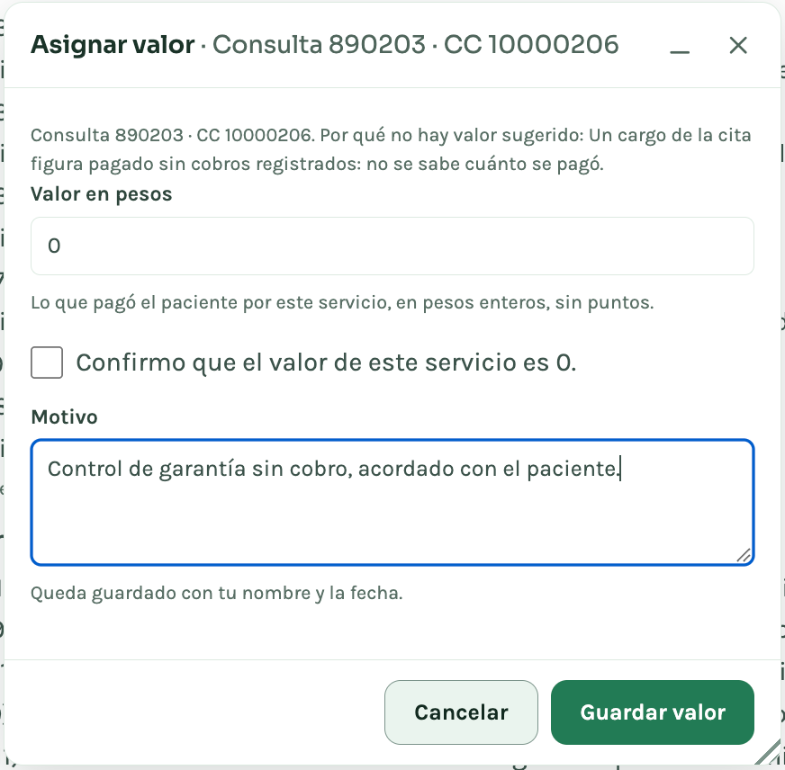 Asignar valor · Consulta 890203 · CC 10000206
Consulta 890203 · CC 10000206. Por qué no hay valor sugerido: Un cargo de la cita
figura pagado sin cobros registrados: no se sabe cuánto se pagó.
Valor en pesos
0
Lo que pagó el paciente por este servicio, en pesos enteros, sin puntos.
Confirmo que el valor de este servicio es 0.
Motivo
Control de garantía sin cobro, acordado con el paciente.
Queda guardado con tu nombre y la fecha.
Cancelar
Guardar valor